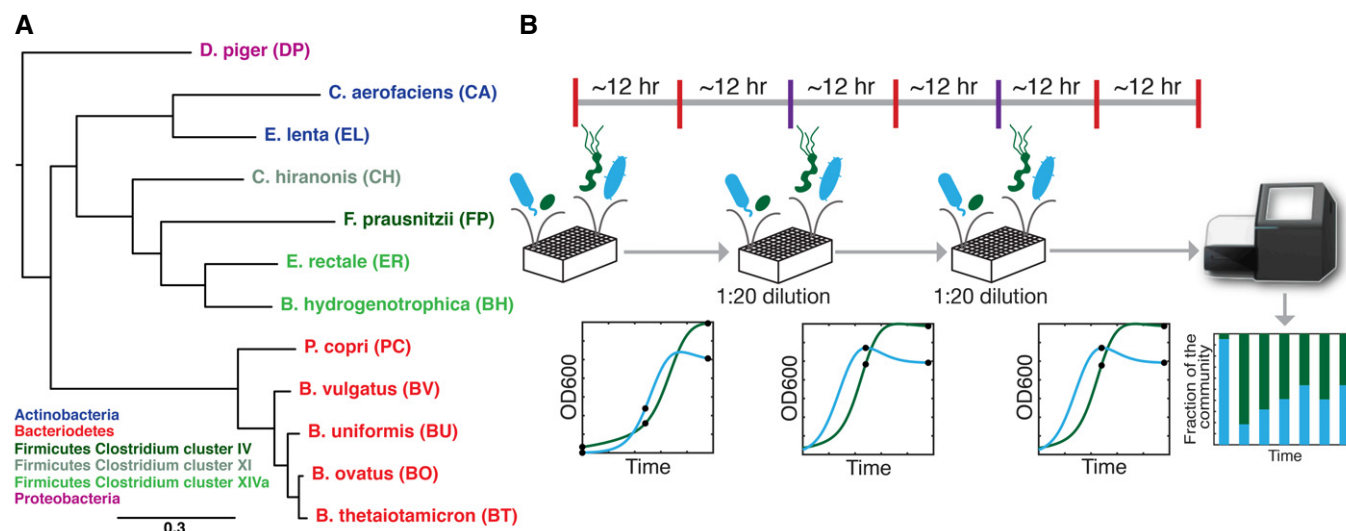 A
D. piger (DP)
C. aerofaciens (CA)
E. lenta (EL)
C. hiranonis (CH)
F. prausnitzii (FP)
E. rectale (ER)
B. hydrogenotrophica (BH)
P. copri (PC)
B. vulgatus (BV)
B. uniformis (BU)
B. ovatus (BO)
B. thetaiotamicron (BT)
Actinobacteria
Bacteriodetes
Firmicutes Clostridium cluster IV
Firmicutes Clostridium cluster XI
Firmicutes Clostridium cluster XIVa
Proteobacteria
0.3
B
~12 hr ~12 hr ~12 hr ~12 hr ~12 hr ~12 hr
1:20 dilution 1:20 dilution
OD600
Time
OD600
Time
OD600
Time
Fraction of the
community
Time